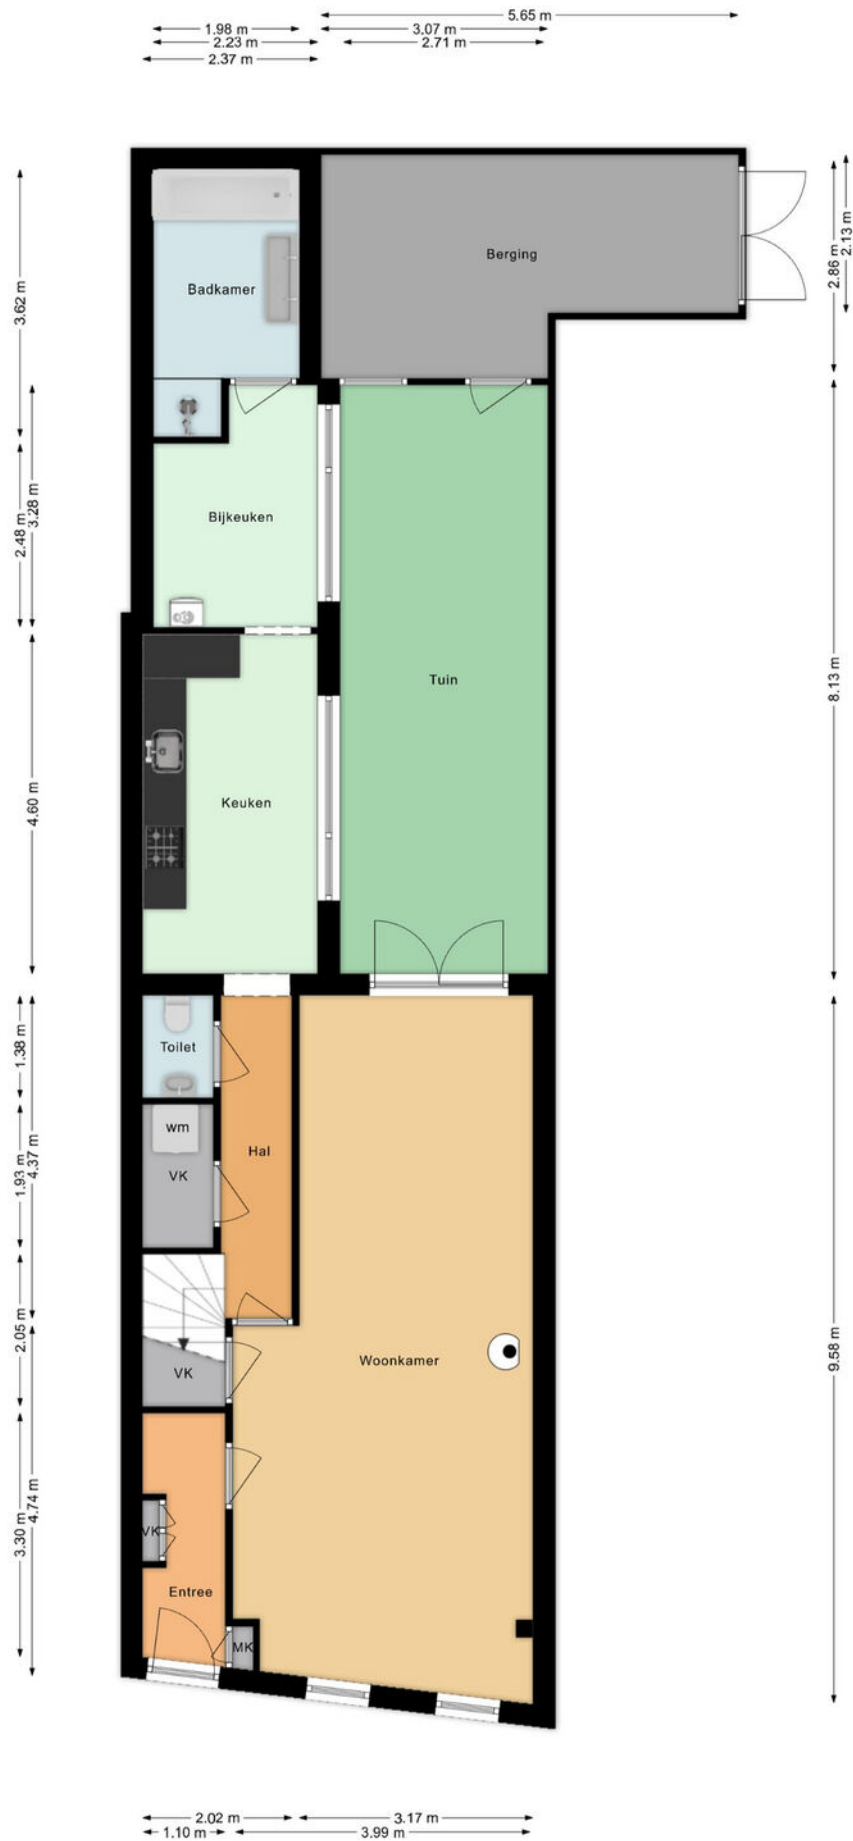 5.65 m
1.98 m
3.07 m
2.23 m
2.71 m
2.37 m
Berging
Badkamer
3.62 m
2.86 m
2.13 m
Bijkeuken
2.48 m
3.28 m
Tuin
8.13 m
Keuken
4.60 m
Toilet
1.38 m
wm
Hal
VK
1.93 m
4.37 m
Woonkamer
VK
2.05 m
9.58 m
VK
3.30 m
4.74 m
Entree
MK
2.02 m
3.17 m
1.10 m
3.99 m